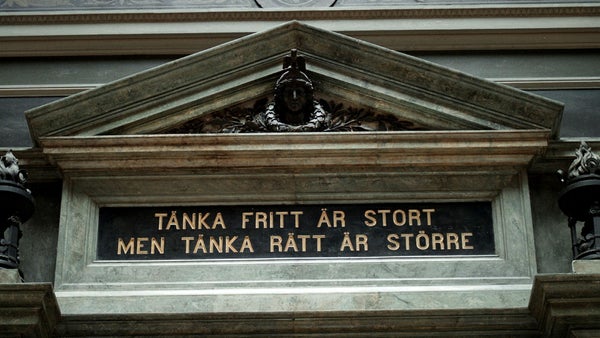 TÄNKA FRITT ÄR STORT
MEN TÄNKA RÄTT ÄR STÖRRE